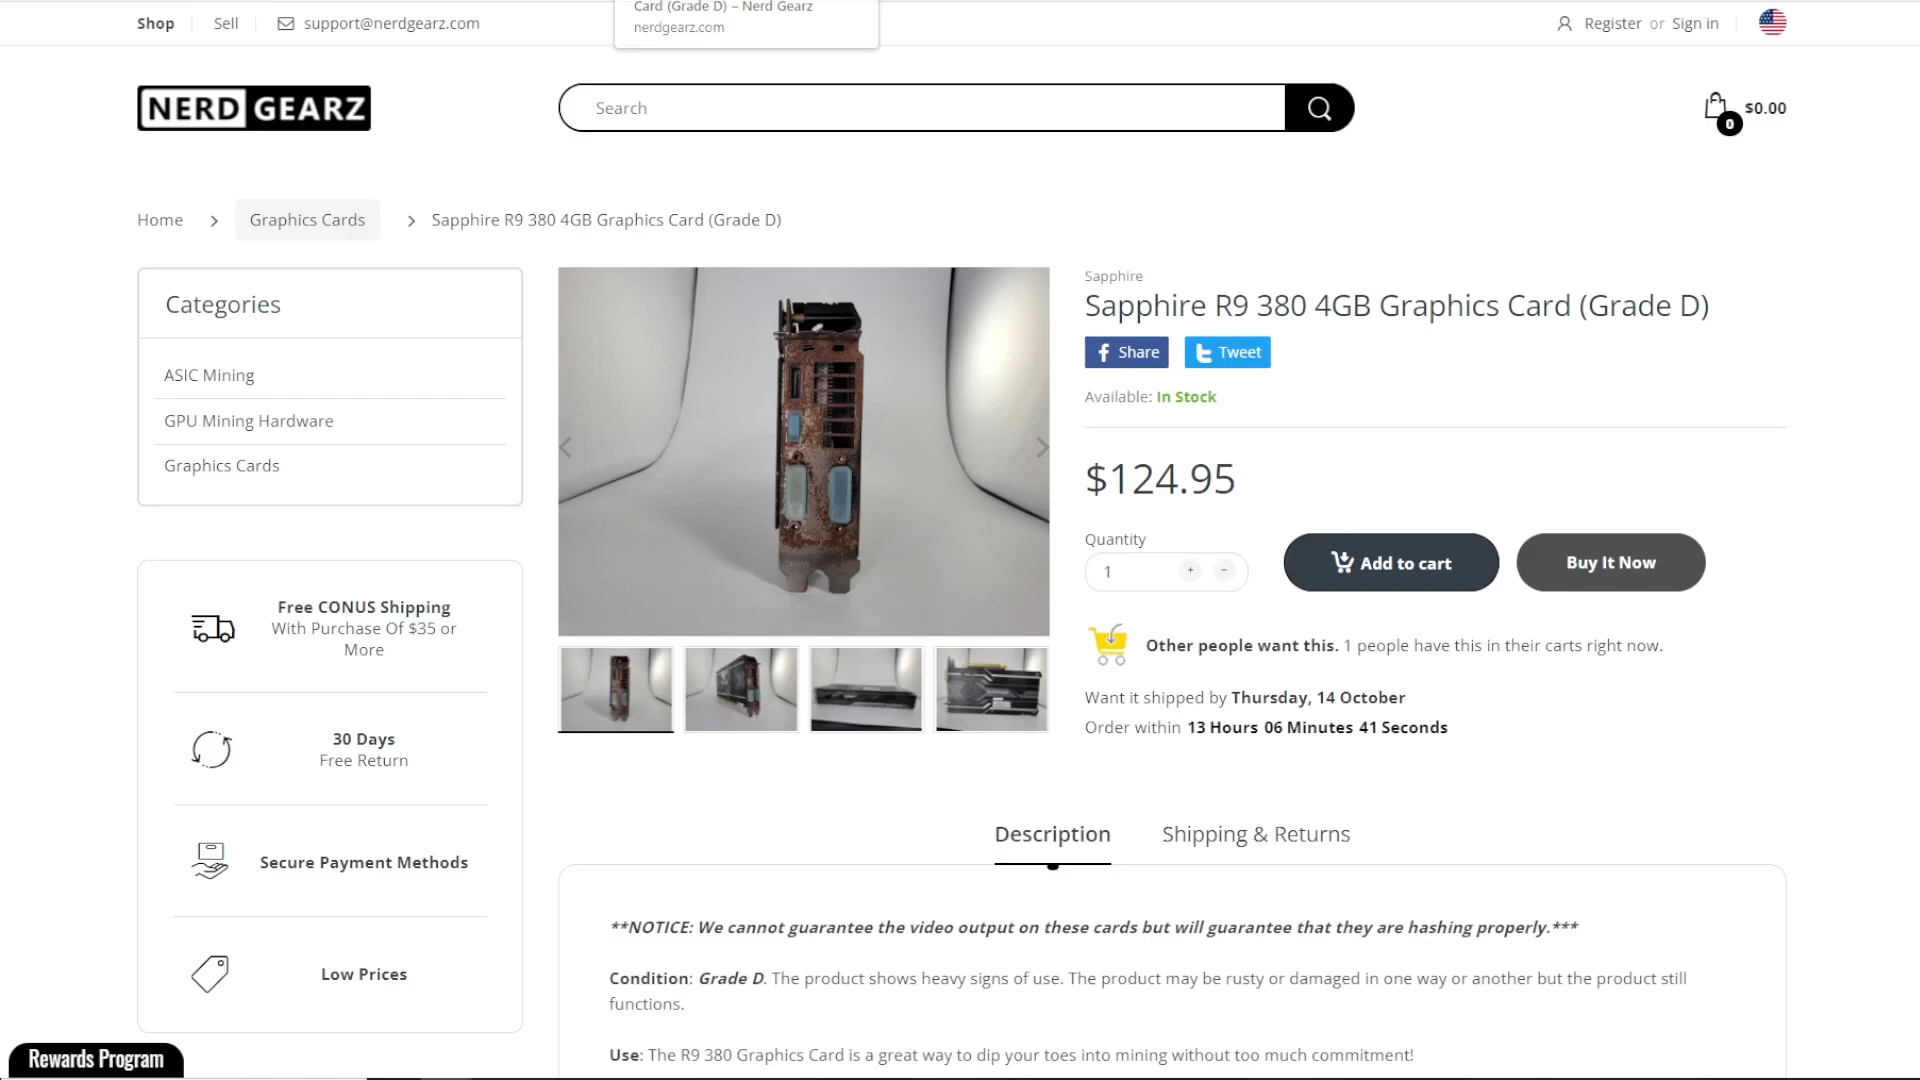 Card (Grade D) – Nerd Gearz
nerdgearz.com
Shop
Sell
support@nerdgearz.com
Register or Sign in
NERD GEARZ
Search
0
$0.00
Home
Graphics Cards
Sapphire R9 380 4GB Graphics Card (Grade D)
Categories
ASIC Mining
GPU Mining Hardware
Graphics Cards
Free CONUS Shipping
With Purchase Of $35 or
More
30 Days
Free Return
Secure Payment Methods
Low Prices
Rewards Program
Sapphire
Sapphire R9 380 4GB Graphics Card (Grade D)
Share
Tweet
Available: In Stock
$124.95
Quantity
1 + −
Add to cart
Buy It Now
Other people want this. 1 people have this in their carts right now.
Want it shipped by Thursday, 14 October
Order within 13 Hours 06 Minutes 41 Seconds
Description
Shipping & Returns
**NOTICE: We cannot guarantee the video output on these cards but will guarantee that they are hashing properly.***
Condition: Grade D. The product shows heavy signs of use. The product may be rusty or damaged in one way or another but the product still
functions.
Use: The R9 380 Graphics Card is a great way to dip your toes into mining without too much commitment!